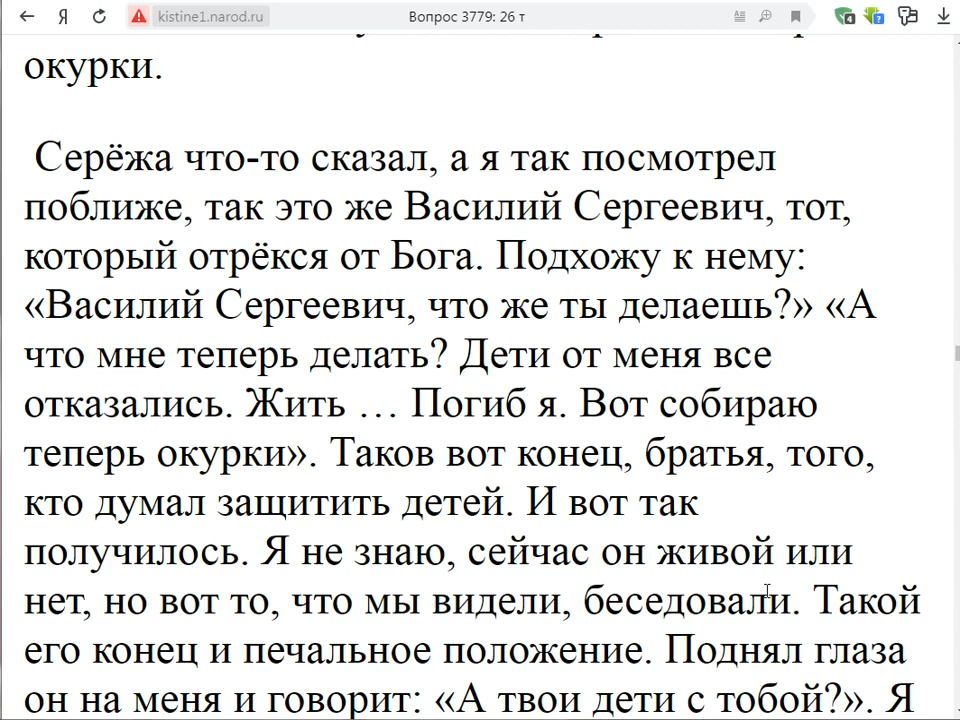 kistine1.narod.ru
Вопрос 3779: 26 т
окурки.
Серёжа что-то сказал, а я так посмотрел
поближе, так это же Василий Сергеевич, тот,
который отрёкся от Бога. Подхожу к нему:
«Василий Сергеевич, что же ты делаешь?» «А
что мне теперь делать? Дети от меня все
отказались. Жить … Погиб я. Вот собираю
теперь окурки». Таков вот конец, братья, того,
кто думал защитить детей. И вот так
получилось. Я не знаю, сейчас он живой или
нет, но вот то, что мы видели, беседовали. Такой
его конец и печальное положение. Поднял глаза
он на меня и говорит: «А твои дети с тобой?». Я